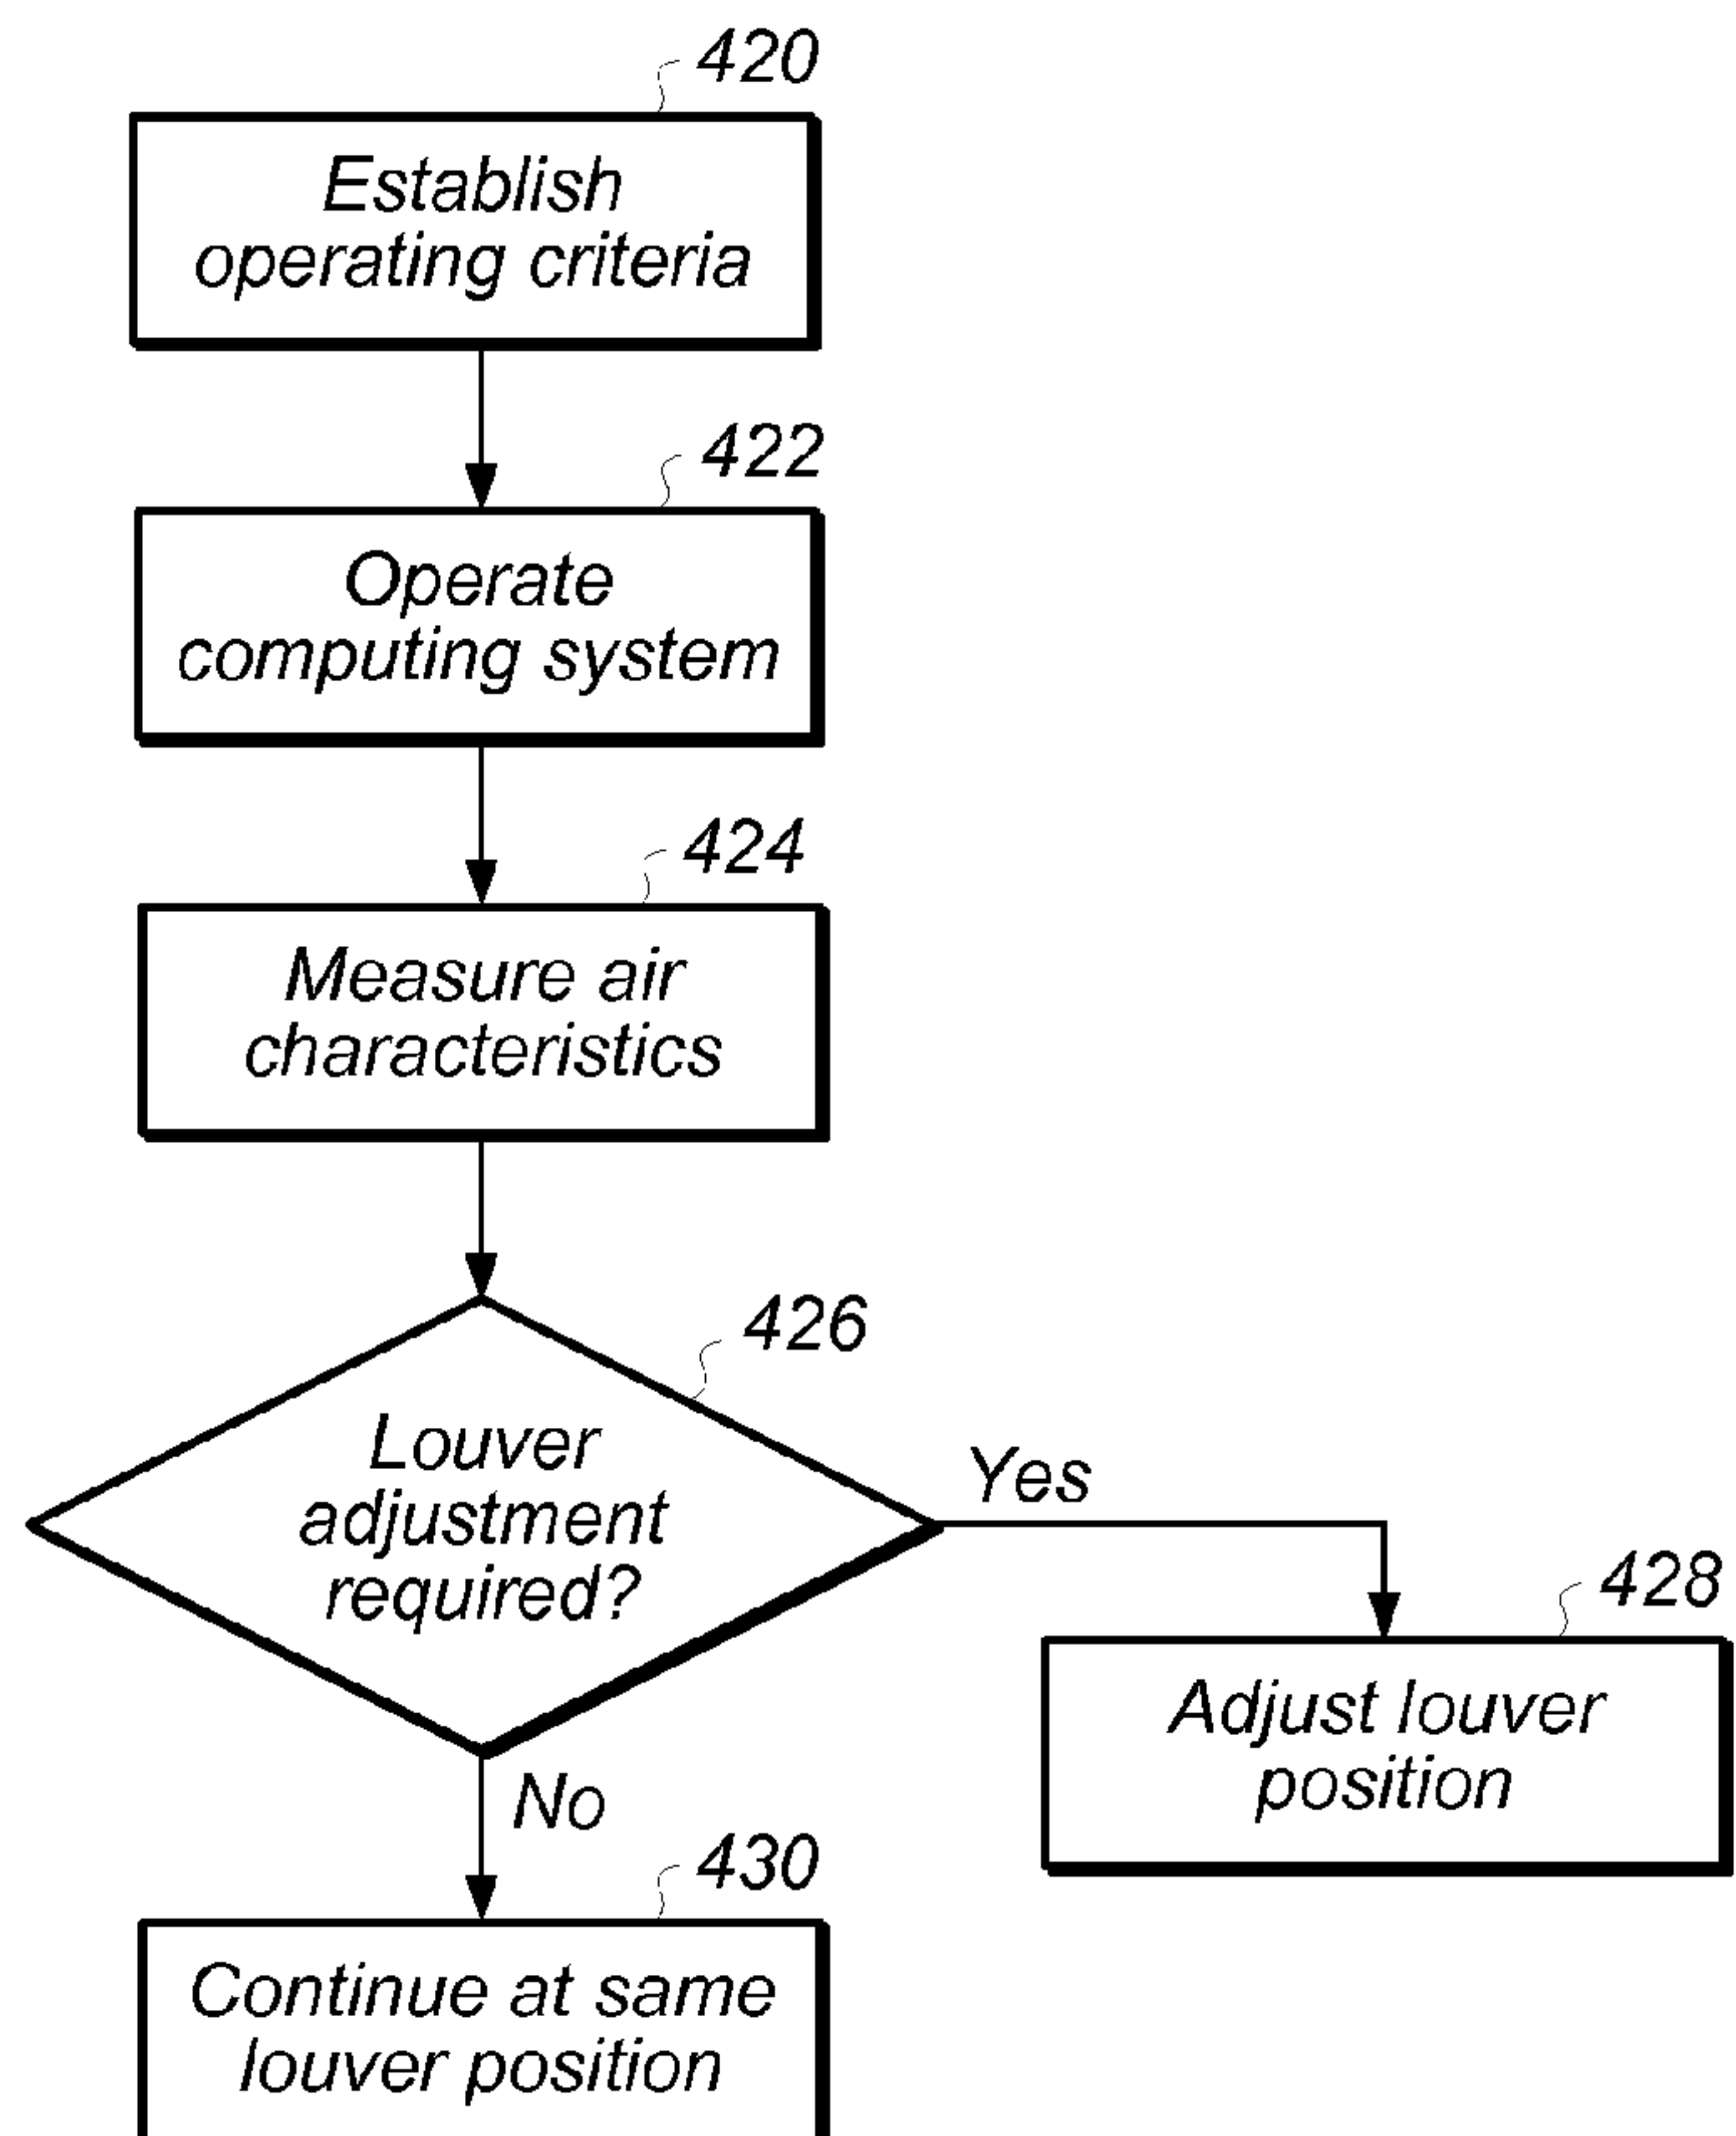 420
Establish
operating criteria
422
Operate
computing system
424
Measure air
characteristics
426
Louver
adjustment
required?
Yes
428
Adjust louver
position
No
430
Continue at same
louver position